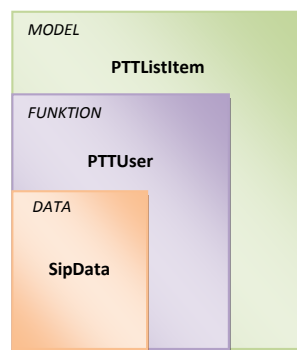 MODEL
PTTListItem
FUNKTION
PTTUser
DATA
SipData